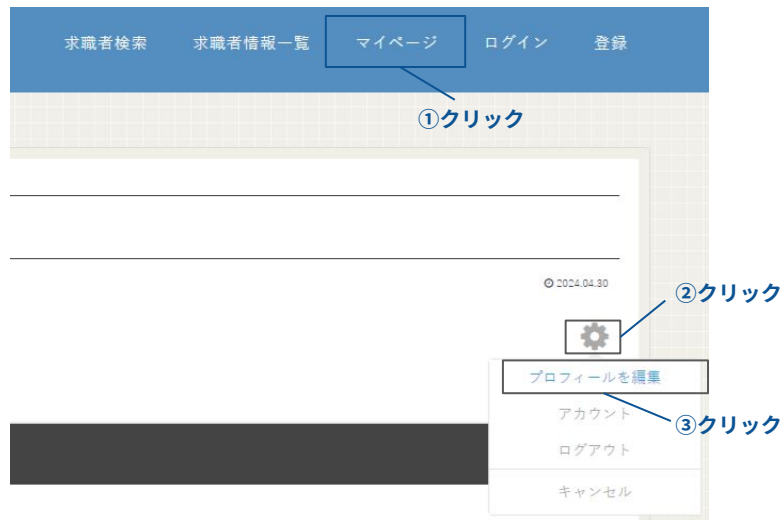 求職者検索 求職者情報一覧 マイページ ログイン 登録
①クリック
2024.04.30
②クリック
プロフィールを編集
アカウント
③クリック
ログアウト
キャンセル